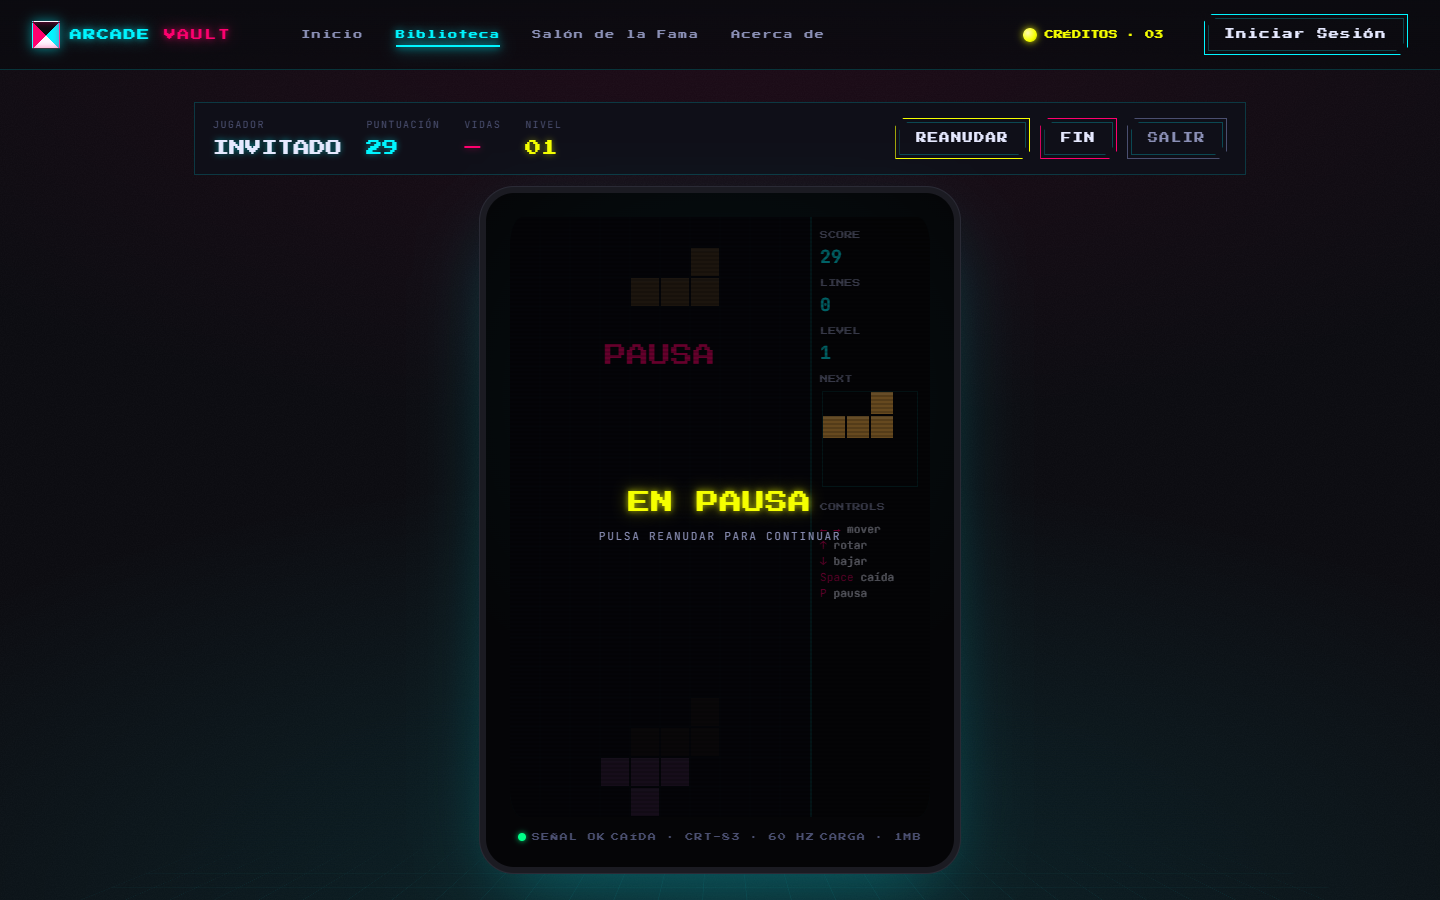 ARCADE VAULT
Inicio
Biblioteca
Salón de la Fama
Acerca de
CRéDITOS · 03
Iniciar Sesión
JUGADOR
INVITADO
PUNTUACIÓN
29
VIDAS
—
NIVEL
01
REANUDAR
FIN
SALIR
SCORE
29
LINES
0
LEVEL
1
NEXT
PAUSA
EN PAUSA
PULSA REANUDAR PARA CONTINUAR
CONTROLS
← → mover
↑ rotar
↓ bajar
Space caída
P pausa
SEÑAL OK
CAíDA · CRT-83 · 60 HZ
CARGA · 1MB